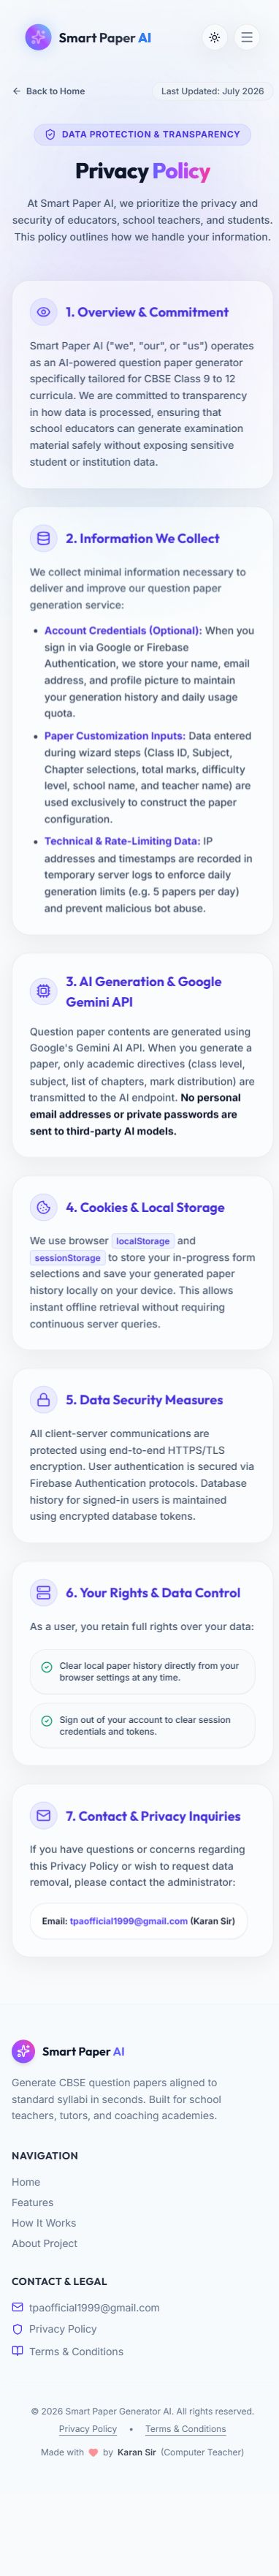 Smart Paper AI
Back to Home
Last Updated: July 2026
DATA PROTECTION & TRANSPARENCY
Privacy Policy
At Smart Paper AI, we prioritize the privacy and
security of educators, school teachers, and students.
This policy outlines how we handle your information.
1. Overview & Commitment
Smart Paper AI ("we", "our", or "us") operates
as an AI-powered question paper generator
specifically tailored for CBSE Class 9 to 12
curricula. We are committed to transparency
in how data is processed, ensuring that
school educators can generate examination
material safely without exposing sensitive
student or institution data.
2. Information We Collect
We collect minimal information necessary to
deliver and improve our question paper
generation service:
• Account Credentials (Optional): When you
sign in via Google or Firebase
Authentication, we store your name, email
address, and profile picture to maintain
your generation history and daily usage
quota.
• Paper Customization Inputs: Data entered
during wizard steps (Class ID, Subject,
Chapter selections, total marks, difficulty
level, school name, and teacher name) are
used exclusively to construct the paper
configuration.
• Technical & Rate-Limiting Data: IP
addresses and timestamps are recorded in
temporary server logs to enforce daily
generation limits (e.g. 5 papers per day)
and prevent malicious bot abuse.
3. AI Generation & Google
Gemini API
Question paper contents are generated using
Google's Gemini AI API. When you generate a
paper, only academic directives (class level,
subject, list of chapters, mark distribution) are
transmitted to the AI endpoint. No personal
email addresses or private passwords are
sent to third-party AI models.
4. Cookies & Local Storage
We use browser localStorage and
sessionStorage to store your in-progress form
selections and save your generated paper
history locally on your device. This allows
instant offline retrieval without requiring
continuous server queries.
5. Data Security Measures
All client-server communications are
protected using end-to-end HTTPS/TLS
encryption. User authentication is secured via
Firebase Authentication protocols. Database
history for signed-in users is maintained
using encrypted database tokens.
6. Your Rights & Data Control
As a user, you retain full rights over your data:
Clear local paper history directly from your
browser settings at any time.
Sign out of your account to clear session
credentials and tokens.
7. Contact & Privacy Inquiries
If you have questions or concerns regarding
this Privacy Policy or wish to request data
removal, please contact the administrator:
Email: tpaofficial1999@gmail.com (Karan Sir)
Smart Paper AI
Generate CBSE question papers aligned to
standard syllabi in seconds. Built for school
teachers, tutors, and coaching academies.
NAVIGATION
Home
Features
How It Works
About Project
CONTACT & LEGAL
tpaofficial1999@gmail.com
Privacy Policy
Terms & Conditions
© 2026 Smart Paper Generator AI. All rights reserved.
Privacy Policy • Terms & Conditions
Made with ❤ by Karan Sir (Computer Teacher)